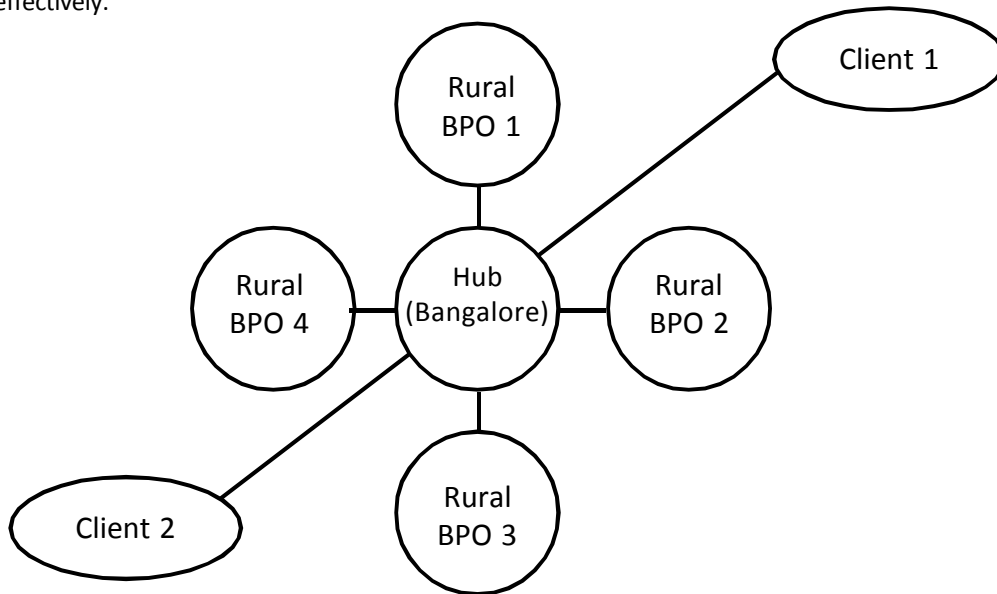 effectively.
Client 1
Rural
BPO 1
Hub
(Bangalore)
Rural
BPO 4
Rural
BPO 2
Rural
BPO 3
Client 2